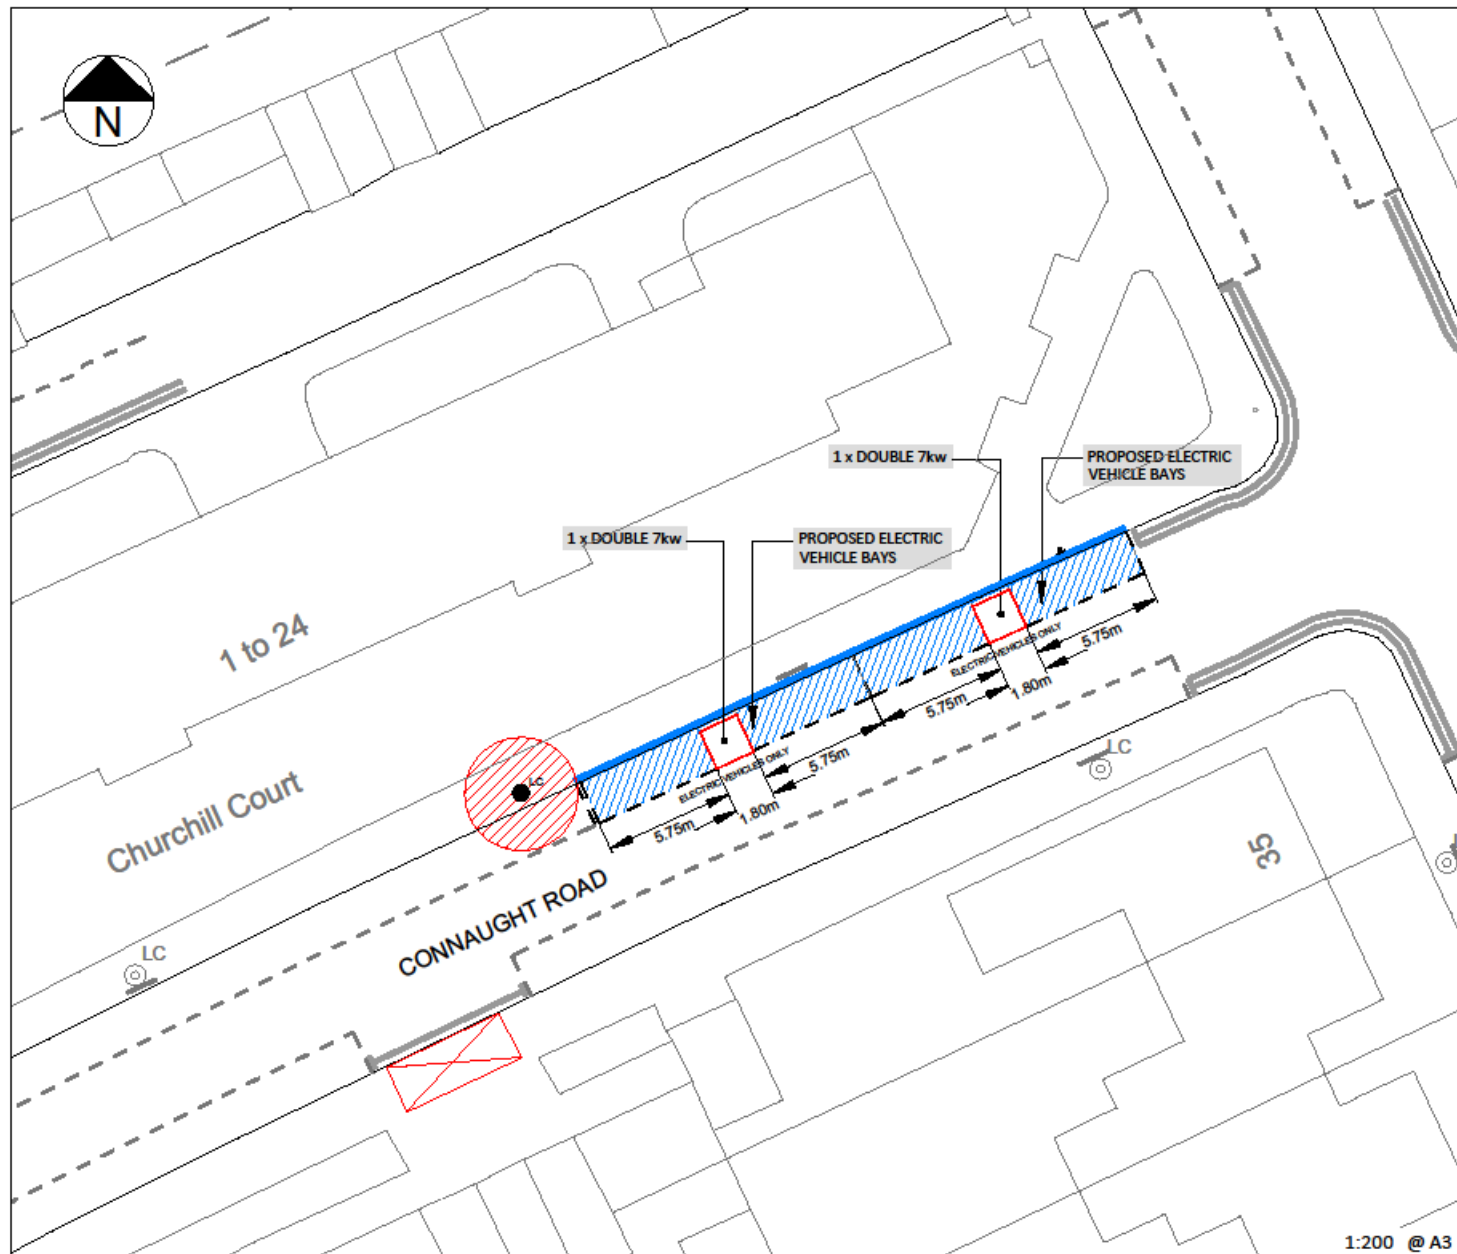 N
1 x DOUBLE 7kw
PROPOSED ELECTRIC
VEHICLE BAYS
1 x DOUBLE 7kw
PROPOSED ELECTRIC
VEHICLE BAYS
ELECTRIC VEHICLES ONLY
5.75m
1.80m
5.75m
ELECTRIC VEHICLES ONLY
5.75m
1.80m
5.75m
1 to 24
Churchill Court
LC
LC
LC
CONNAUGHT ROAD
35
1:200 @ A3